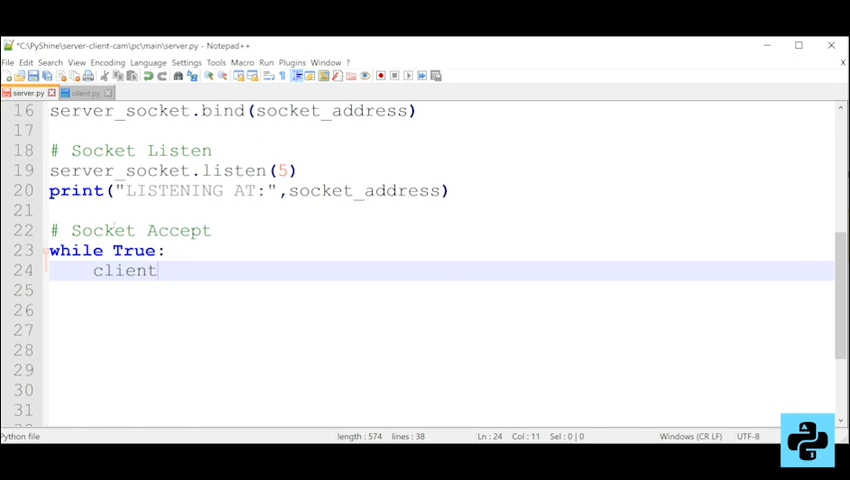 *C:\PyShine\server-client-cam\pc\main\server.py - Notepad++
File Edit Search View Encoding Language Settings Tools Macro Run Plugins Window ? X
server.py client.py
16 server_socket.bind(socket_address)
17
18 # Socket Listen
19 server_socket.listen(5)
20 print("LISTENING AT:",socket_address)
21
22 # Socket Accept
23 while True:
24 client
25
26
27
28
29
30
31
Python file length : 574 lines : 38 Ln : 24 Col : 11 Sel : 0 | 0 Windows (CR LF) UTF-8